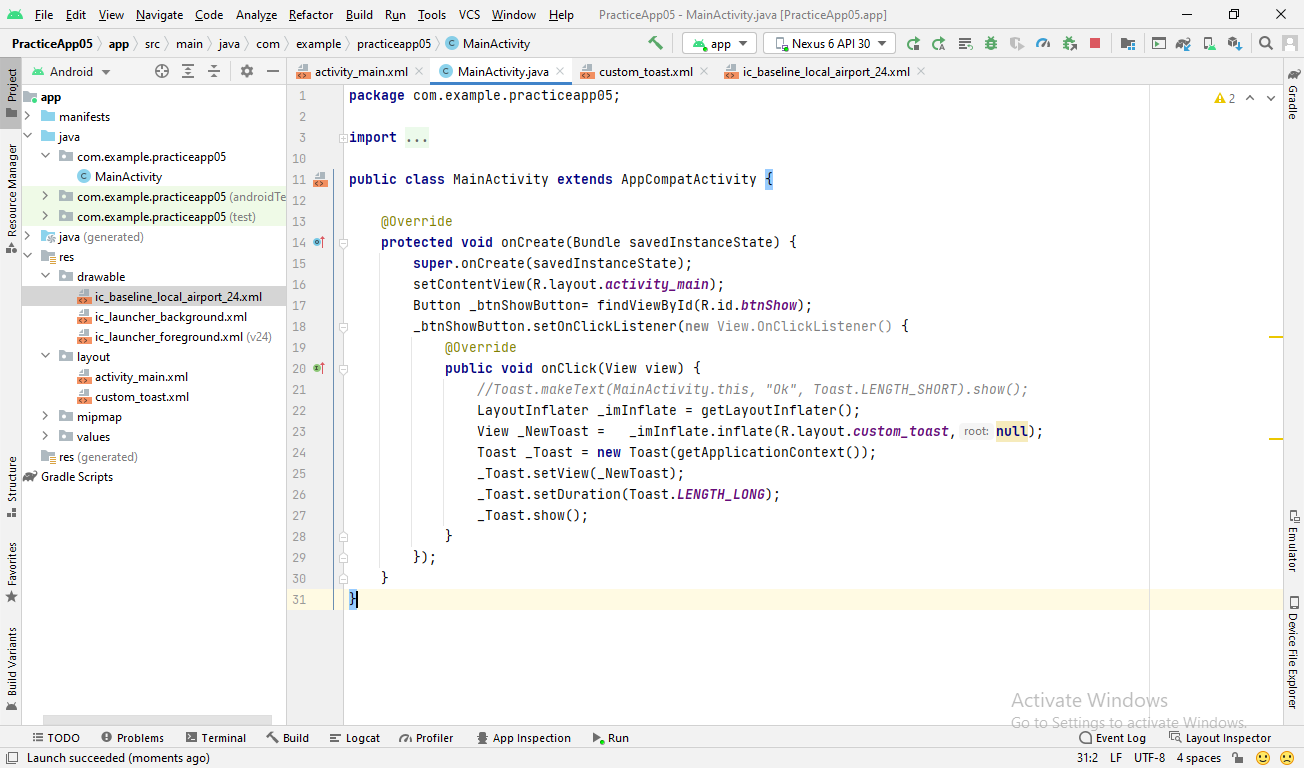 File Edit View Navigate Code Analyze Refactor Build Run Tools VCS Window Help PracticeApp05 - MainActivity.java [PracticeApp05.app]
PracticeApp05 app src main java com example practiceapp05 MainActivity app Nexus 6 API 30
Project
Resource Manager
Structure
Favorites
Build Variants
Android
app
manifests
java
com.example.practiceapp05
MainActivity
com.example.practiceapp05 (androidTe
com.example.practiceapp05 (test)
java (generated)
res
drawable
ic_baseline_local_airport_24.xml
ic_launcher_background.xml
ic_launcher_foreground.xml (v24)
layout
activity_main.xml
custom_toast.xml
mipmap
values
res (generated)
Gradle Scripts
activity_main.xml MainActivity.java custom_toast.xml ic_baseline_local_airport_24.xml
1 package com.example.practiceapp05; 2
2
3 import ...
10
11 public class MainActivity extends AppCompatActivity {
12
13 @Override
14 protected void onCreate(Bundle savedInstanceState) {
15 super.onCreate(savedInstanceState);
16 setContentView(R.layout.activity_main);
17 Button _btnShowButton= findViewById(R.id.btnShow);
18 _btnShowButton.setOnClickListener(new View.OnClickListener() {
19 @Override
20 public void onClick(View view) {
21 //Toast.makeText(MainActivity.this, "Ok", Toast.LENGTH_SHORT).show();
22 LayoutInflater _imInflate = getLayoutInflater();
23 View _NewToast = _imInflate.inflate(R.layout.custom_toast, root: null);
24 Toast _Toast = new Toast(getApplicationContext());
25 _Toast.setView(_NewToast);
26 _Toast.setDuration(Toast.LENGTH_LONG);
27 _Toast.show();
28 }
29 });
30 }
31 }
Gradle
Emulator
Device File Explorer
Activate Windows
Go to Settings to activate Windows.
TODO Problems Terminal Build Logcat Profiler App Inspection Run Event Log Layout Inspector
Launch succeeded (moments ago) 31:2 LF UTF-8 4 spaces